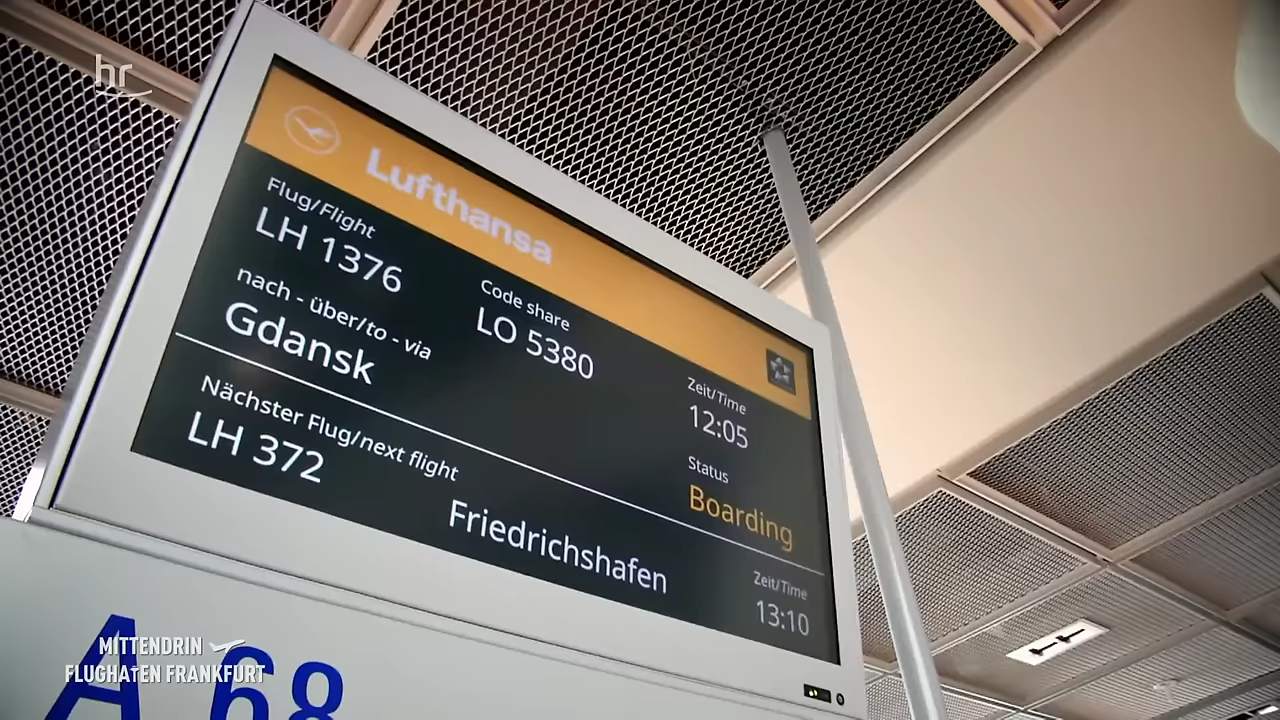 hr
Lufthansa
Flug/Flight
LH 1376
Code share
LO 5380
nach - über/to - via
Gdansk
Zeit/Time
12:05
Status
Boarding
Nächster Flug/next flight
LH 372
Friedrichshafen
Zeit/Time
13:10
A 68
MITTENDRIN
FLUGHAFEN FRANKFURT